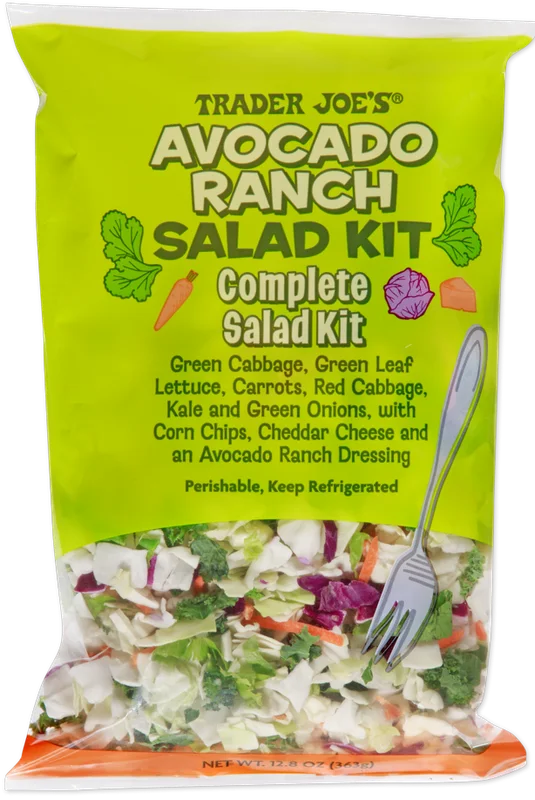 TRADER JOE'S®
AVOCADO
RANCH
SALAD KIT
Complete
Salad Kit
Green Cabbage, Green Leaf
Lettuce, Carrots, Red Cabbage,
Kale and Green Onions, with
Corn Chips, Cheddar Cheese and
an Avocado Ranch Dressing
Perishable, Keep Refrigerated
NET WT. 12.8 OZ (363g)